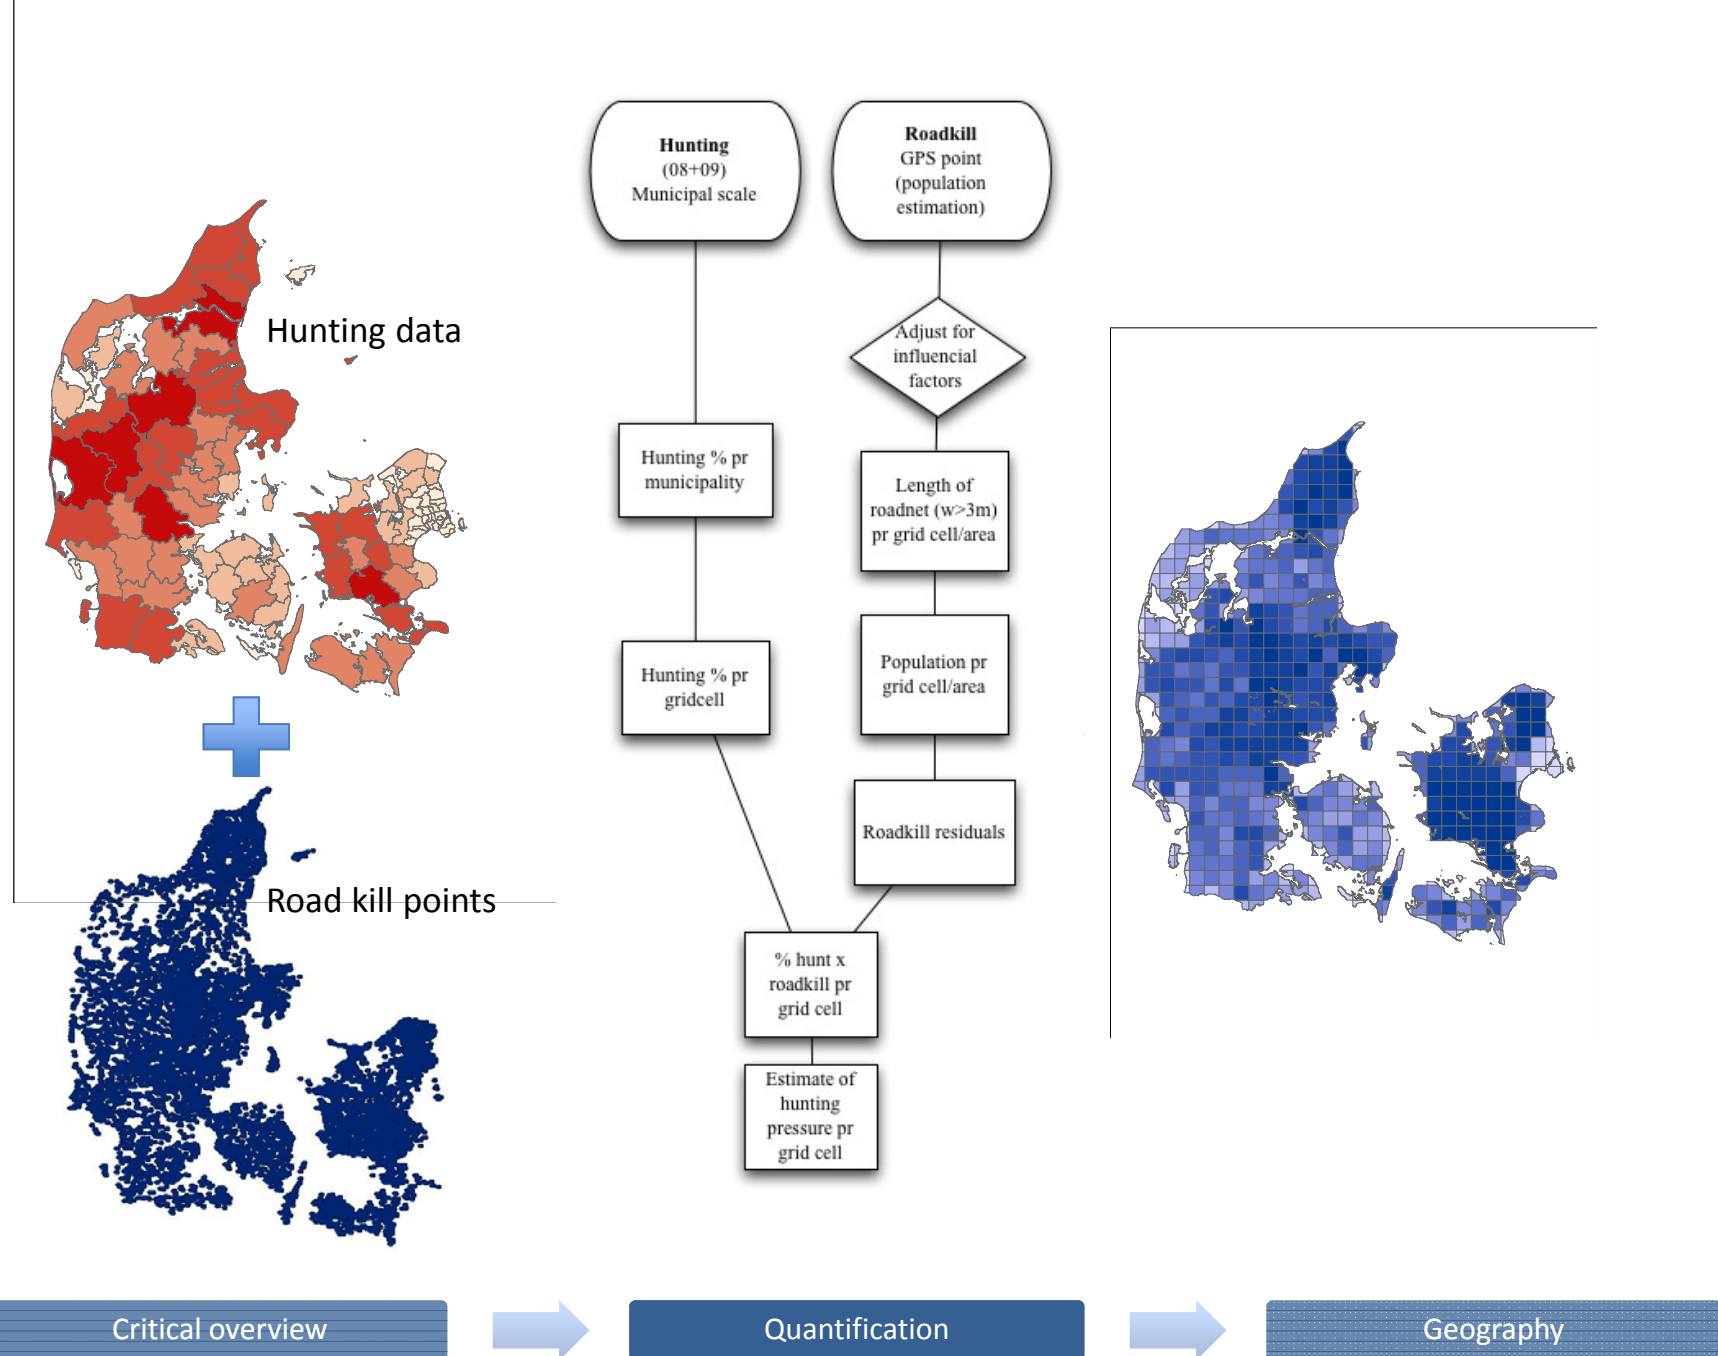 Hunting data
Road kill points
Hunting
(08+09)
Municipal scale
Hunting % pr
municipality
Hunting % pr
gridcell
Roadkill
GPS point
(population
estimation)
Adjust for
influencial
factors
Length of
roadnet (w>3m)
pr grid cell/area
Population pr
grid cell/area
Roadkill residuals
% hunt x
roadkill pr
grid cell
Estimate of
hunting
pressure pr
grid cell
Critical overview
Quantification
Geography